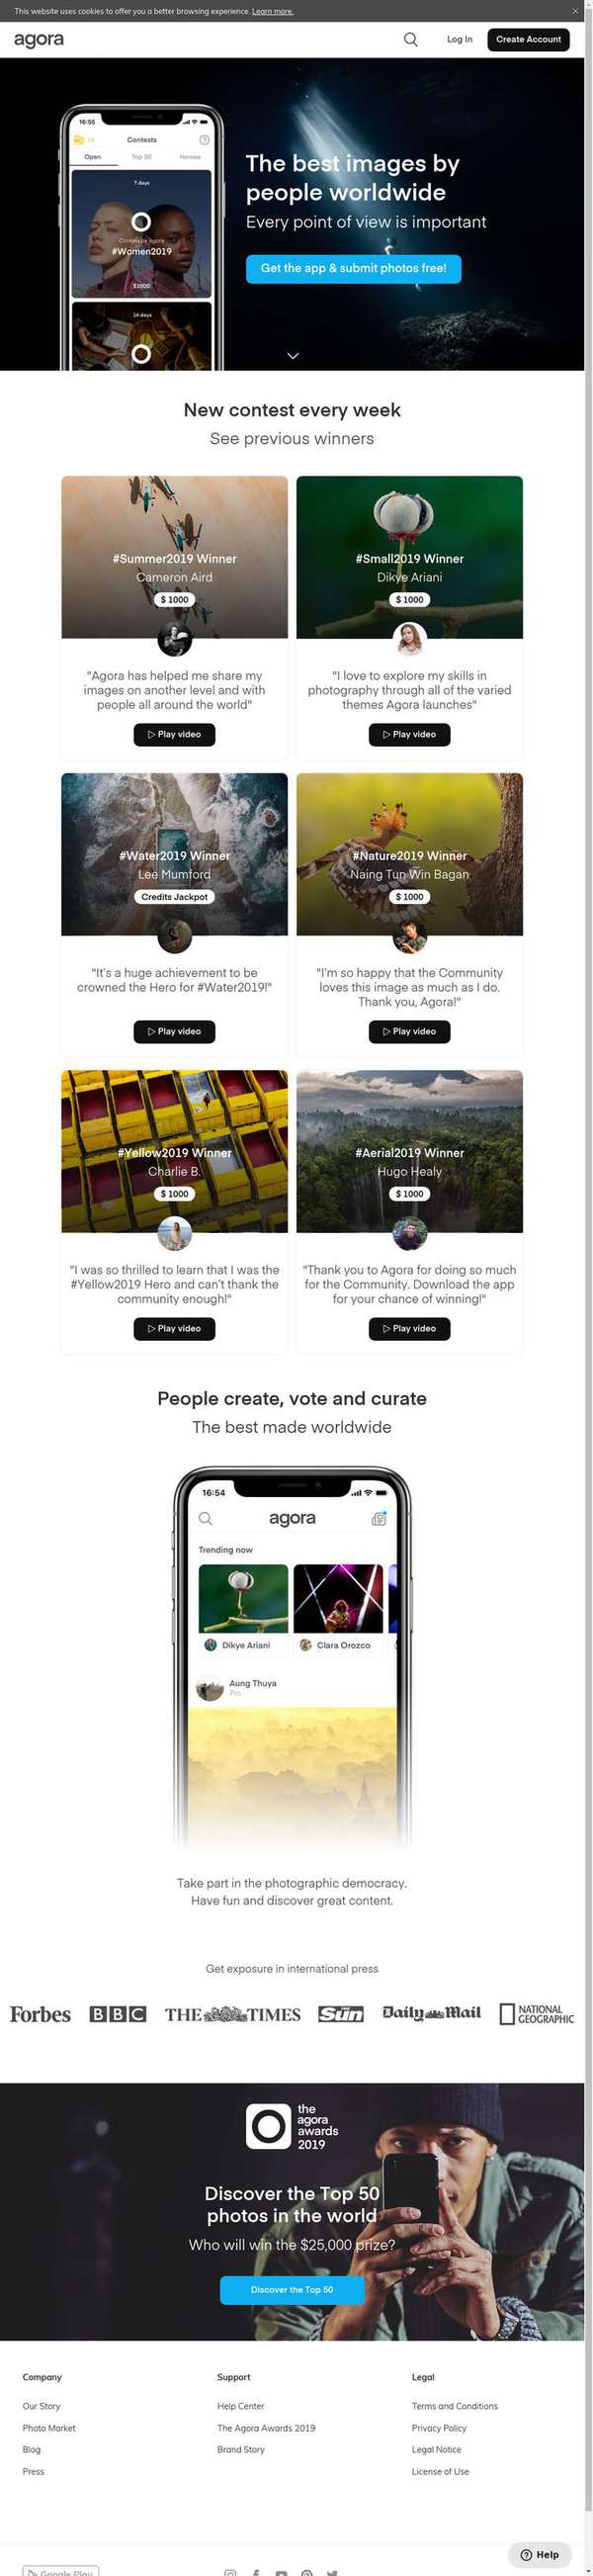 This website uses cookies to offer you a better browsing experience. Learn more.
agora
Log In
Create Account
16:55
Contests
Open
Top 50
Heroes
7 days
Contests by Agora
#Women2019
$1000
14 days
The best images by
people worldwide
Every point of view is important
Get the app & submit photos free!
New contest every week
See previous winners
#Summer2019 Winner
Cameron Aird
$ 1000
"Agora has helped me share my
images on another level and with
people all around the world"
Play video
#Small2019 Winner
Dikye Ariani
$ 1000
"I love to explore my skills in
photography through all of the varied
themes Agora launches"
Play video
#Water2019 Winner
Lee Mumford
Credits Jackpot
"It's a huge achievement to be
crowned the Hero for #Water2019!"
Play video
#Nature2019 Winner
Naing Tun Win Bagan
$ 1000
"I'm so happy that the Community
loves this image as much as I do.
Thank you, Agora!"
Play video
#Yellow2019 Winner
Charlie B.
$ 1000
"I was so thrilled to learn that I was the
#Yellow2019 Hero and can't thank the
community enough!"
Play video
#Aerial2019 Winner
Hugo Healy
$ 1000
"Thank you to Agora for doing so much
for the Community. Download the app
for your chance of winning!"
Play video
People create, vote and curate
The best made worldwide
16:54
agora
Trending now
Dikye Ariani
Clara Orozco
Aung Thuya
Pro
Take part in the photographic democracy.
Have fun and discover great content.
Get exposure in international press
Forbes
BBC
THE TIMES
THE Sun
Daily Mail
NATIONAL
GEOGRAPHIC
the
agora
awards
2019
Discover the Top 50
photos in the world
Who will win the $25,000 prize?
Discover the Top 50
Company
Our Story
Photo Market
Blog
Press
Support
Help Center
The Agora Awards 2019
Brand Story
Legal
Terms and Conditions
Privacy Policy
Legal Notice
License of Use
Google Play
Help